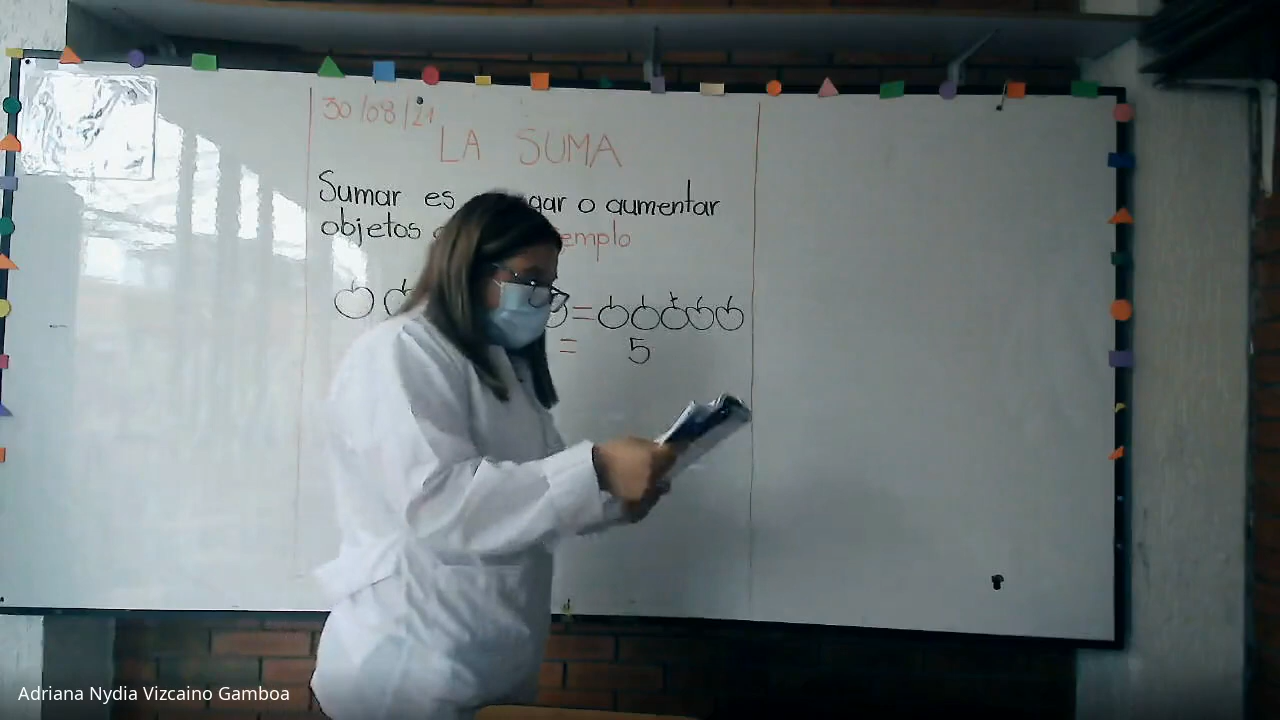 30/08/21
LA SUMA
Sumar es gar o aumentar
objetos emplo
=
= 5
Adriana Nydia Vizcaino Gamboa